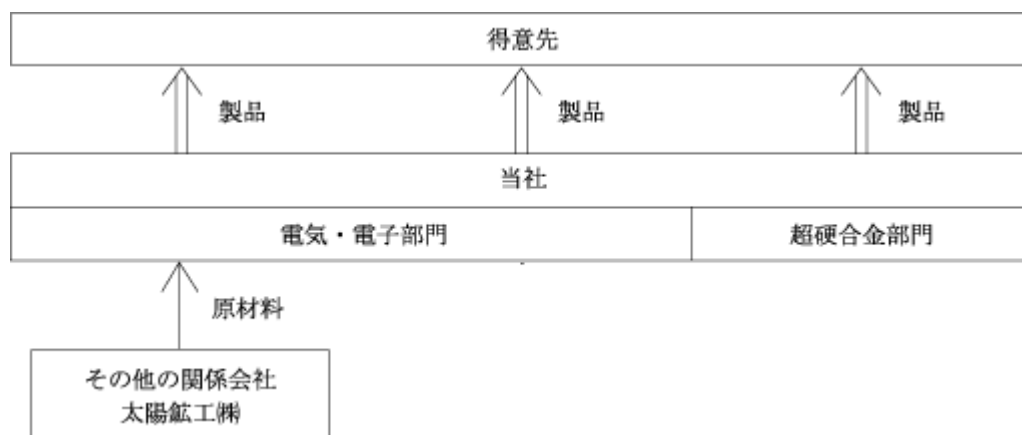 得意先
製品 製品 製品
当社
電気・電子部門 超硬合金部門
原材料
その他の関係会社
太陽鉱工㈱